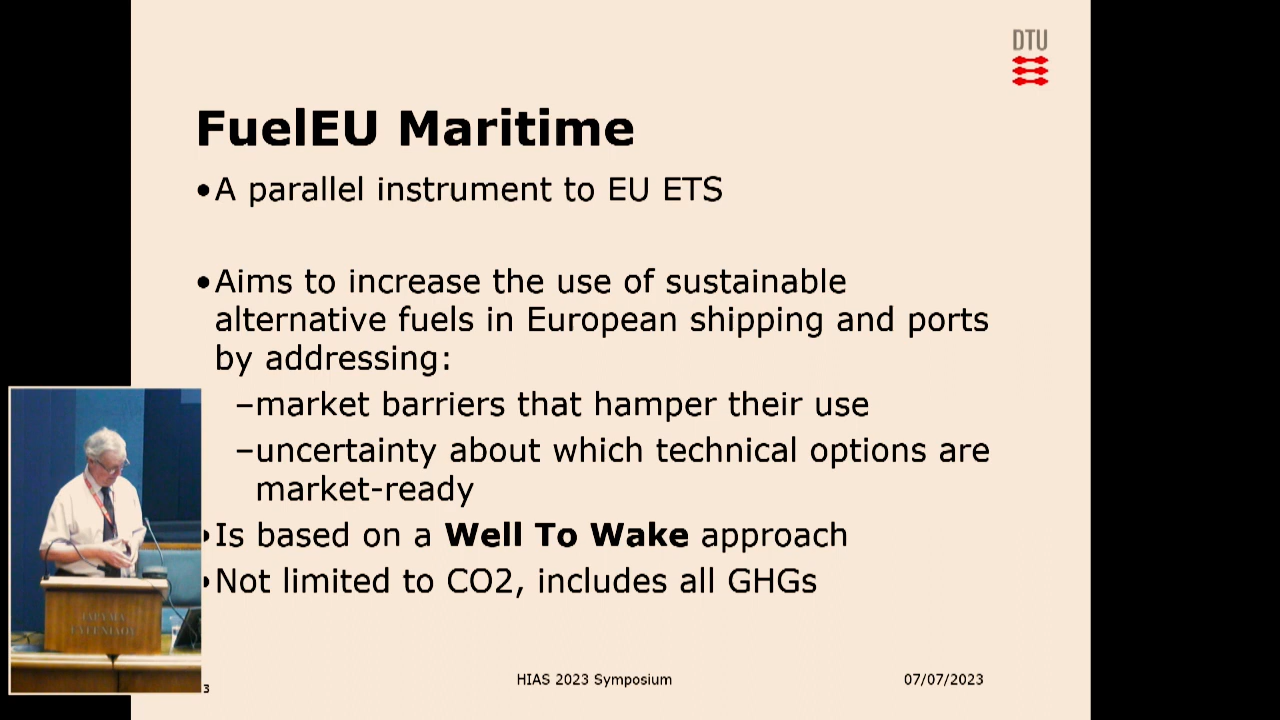 DTU
FuelEU Maritime
•A parallel instrument to EU ETS
•Aims to increase the use of sustainable
alternative fuels in European shipping and ports
by addressing:
–market barriers that hamper their use
–uncertainty about which technical options are
market-ready
•Is based on a Well To Wake approach
•Not limited to CO2, includes all GHGs
ΙΔΡΥΜΑ
ΕΥΓΕΝΙΔΟΥ
3
HIAS 2023 Symposium
07/07/2023